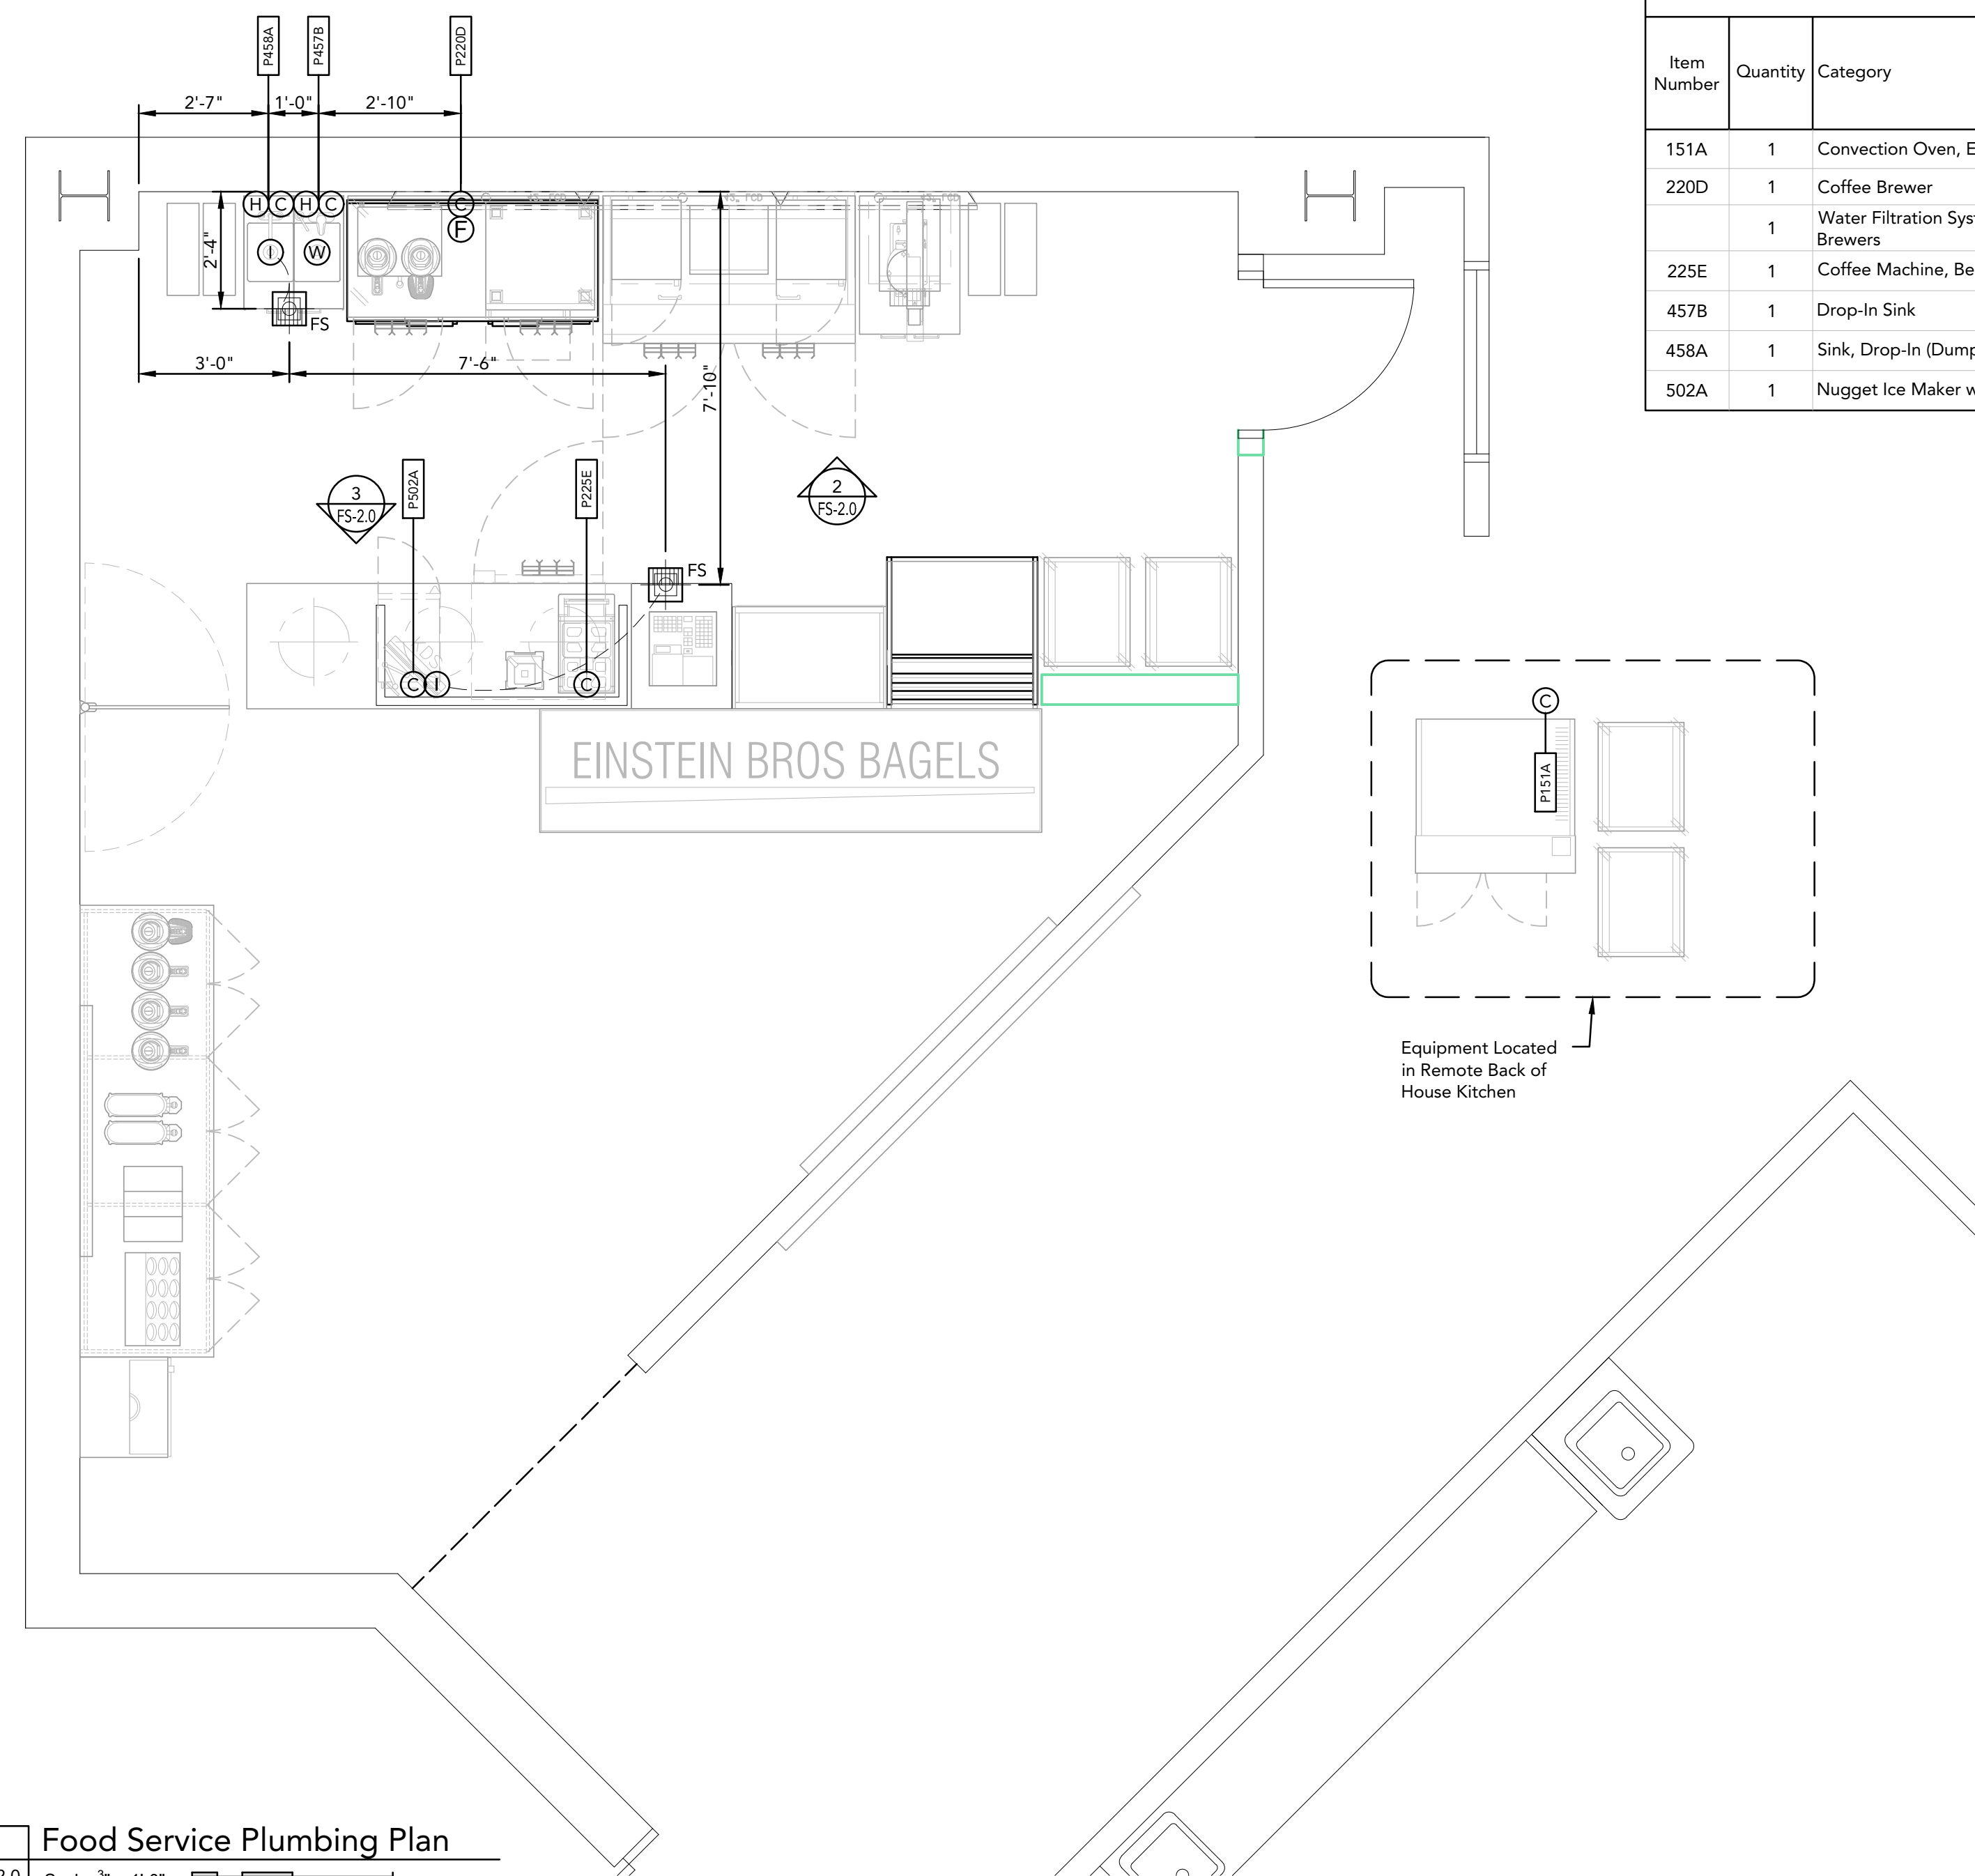 P458A
P457B
P220D
2'-7"
1'-0"
2'-10"
H C H C
C
F
I W
2'-4"
FS
3'-0"
7'-6"
7'-10"
3
FS-2.0
P502A
P225E
2
FS-2.0
FS
C I
C
EINSTEIN BROS BAGELS
Item
Number
Quantity
Category
151A 1 Convection Oven, E
220D 1 Coffee Brewer
1 Water Filtration Sys
Brewers
225E 1 Coffee Machine, Be
457B 1 Drop-In Sink
458A 1 Sink, Drop-In (Dump
502A 1 Nugget Ice Maker w
C
P151A
Equipment Located
in Remote Back of
House Kitchen
Food Service Plumbing Plan